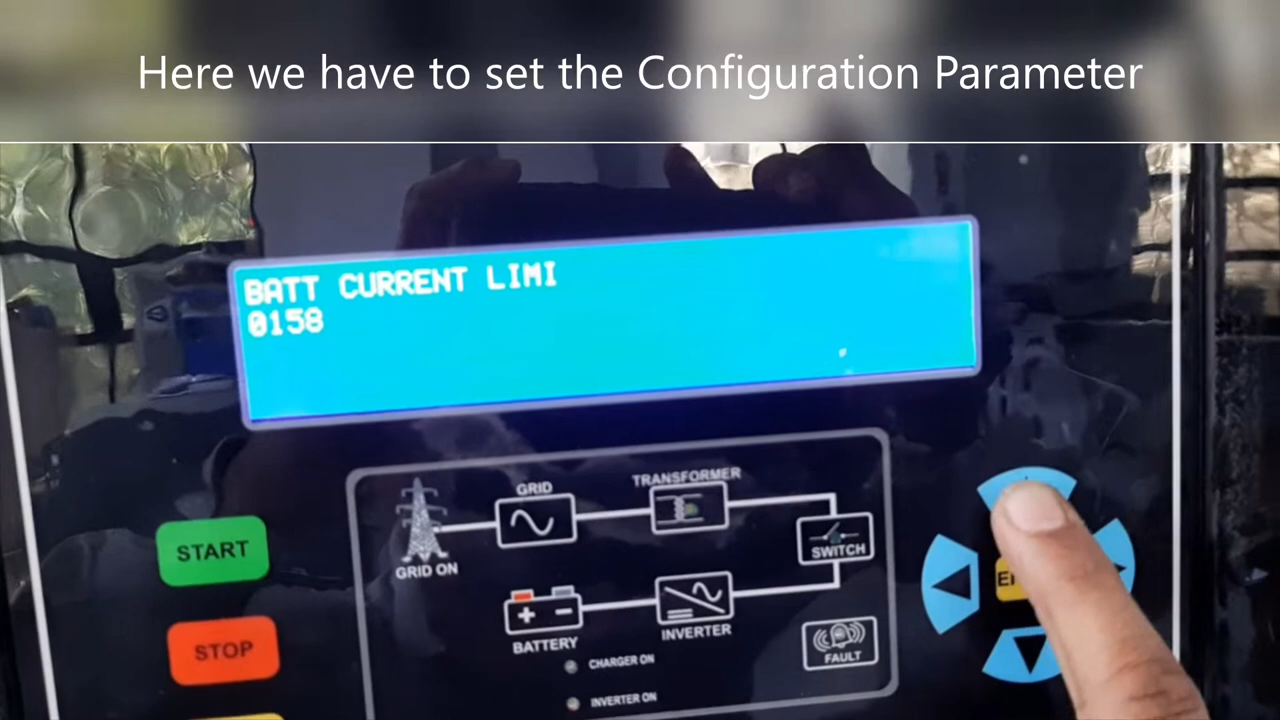 Here we have to set the Configuration Parameter
BATT CURRENT LIMI
0158
GRID
TRANSFORMER
START
GRID ON
SWITCH
STOP
BATTERY
INVERTER
FAULT
CHARGER ON
INVERTER ON